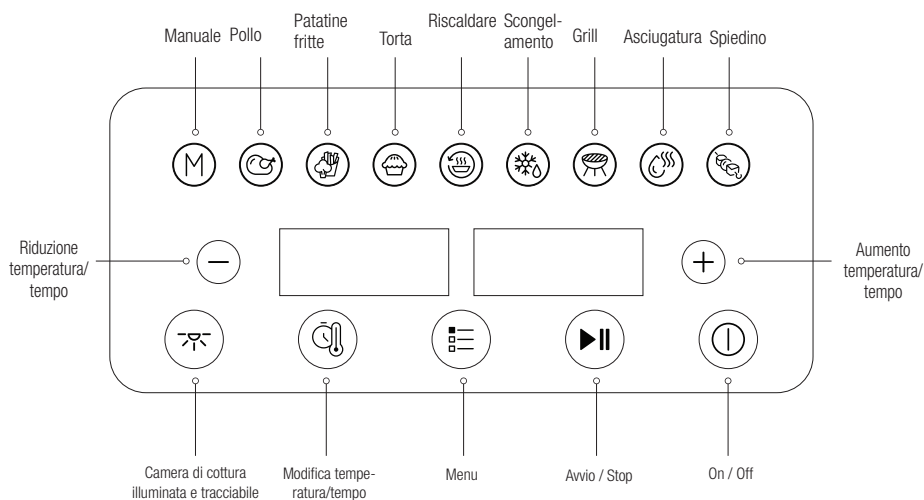 Manuale
Pollo
Patatine
fritte
Torta
Riscaldare
Scongel-
amento
Grill
Asciugatura
Spiedino
M
Riduzione
temperatura/
tempo
Aumento
temperatura/
tempo
Camera di cottura
illuminata e tracciabile
Modifica tempe-
ratura/tempo
Menu
Avvio / Stop
On / Off